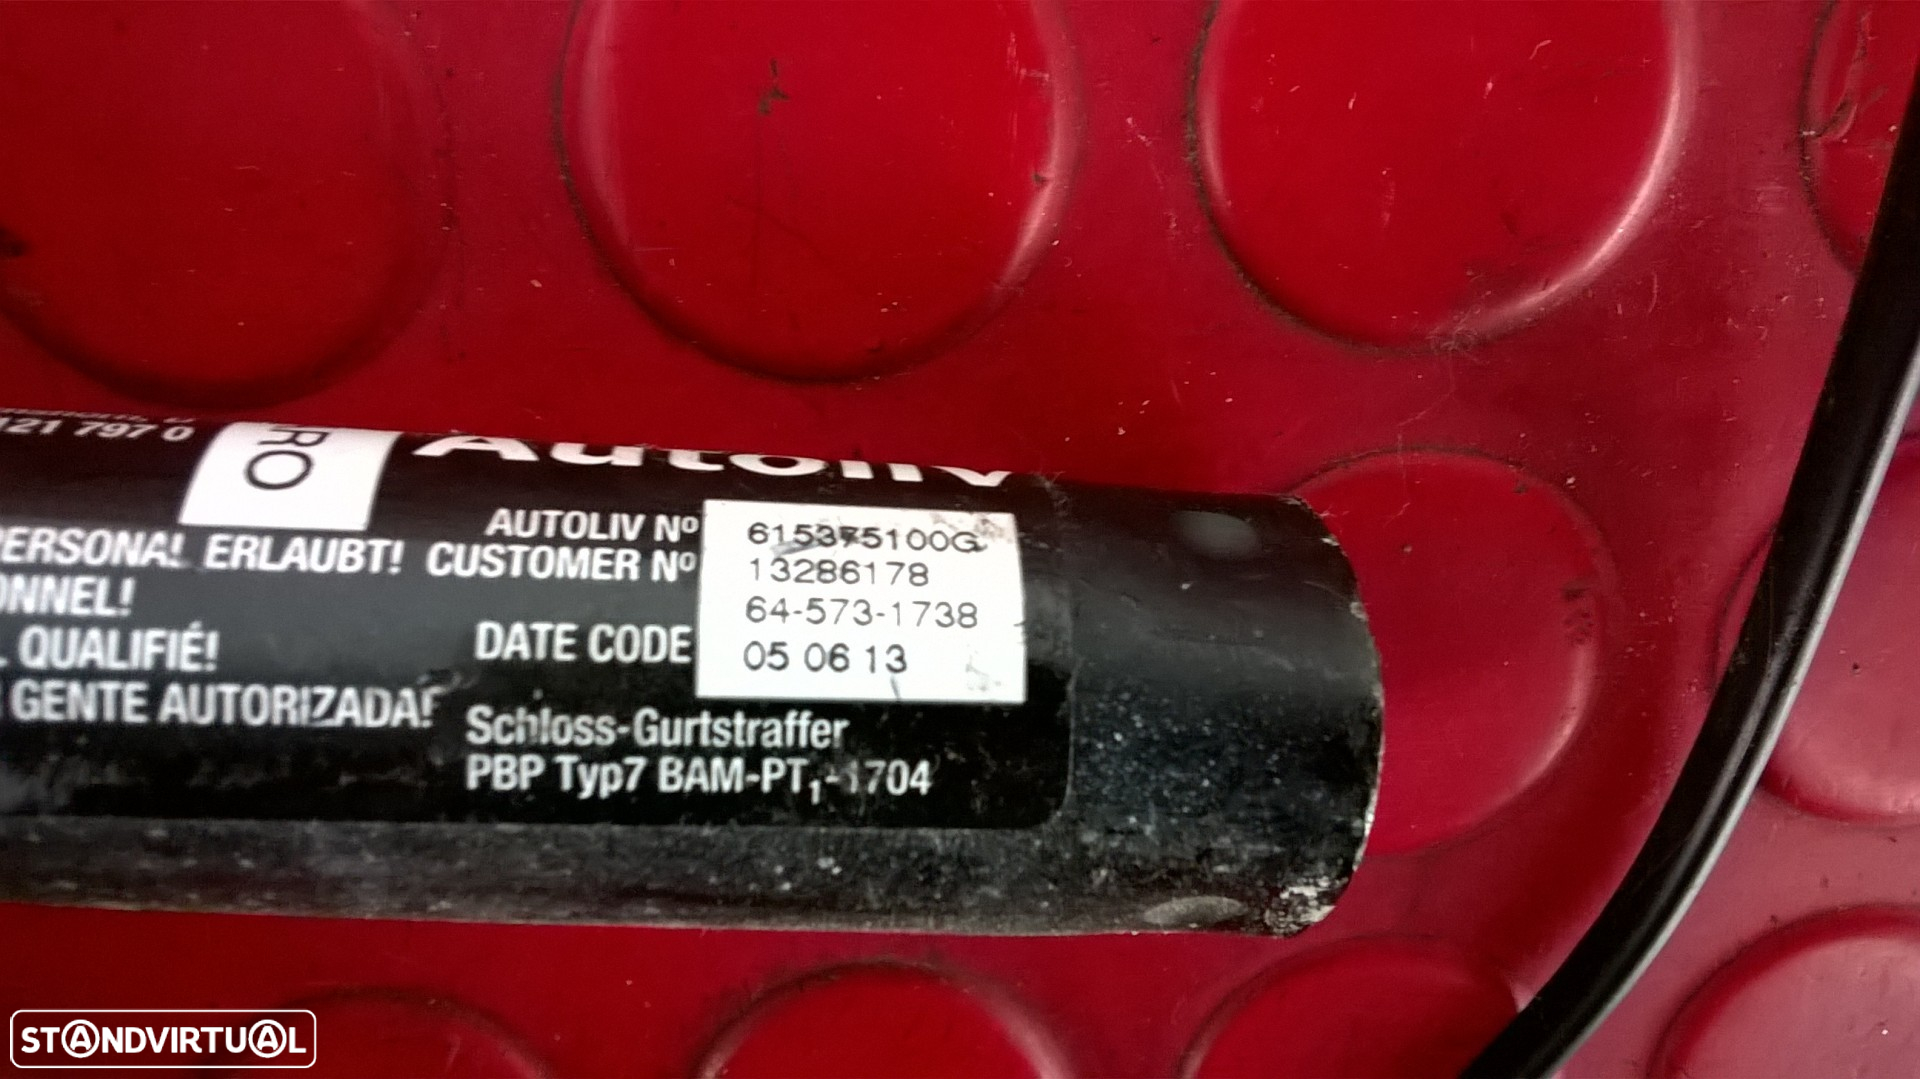 121 797 0
RO
Autoliv
AUTOLIV Nº 615375100G
PERSONAL ERLAUBT! CUSTOMER Nº 13286178
ONNEL!
64-573-1738
L QUALIFIÉ!
DATE CODE 05 06 13
R GENTE AUTORIZADA!
Schloss-Gurtstraffer
PBP Typ7 BAM-PT₁-1704
STANDVIRTUAL